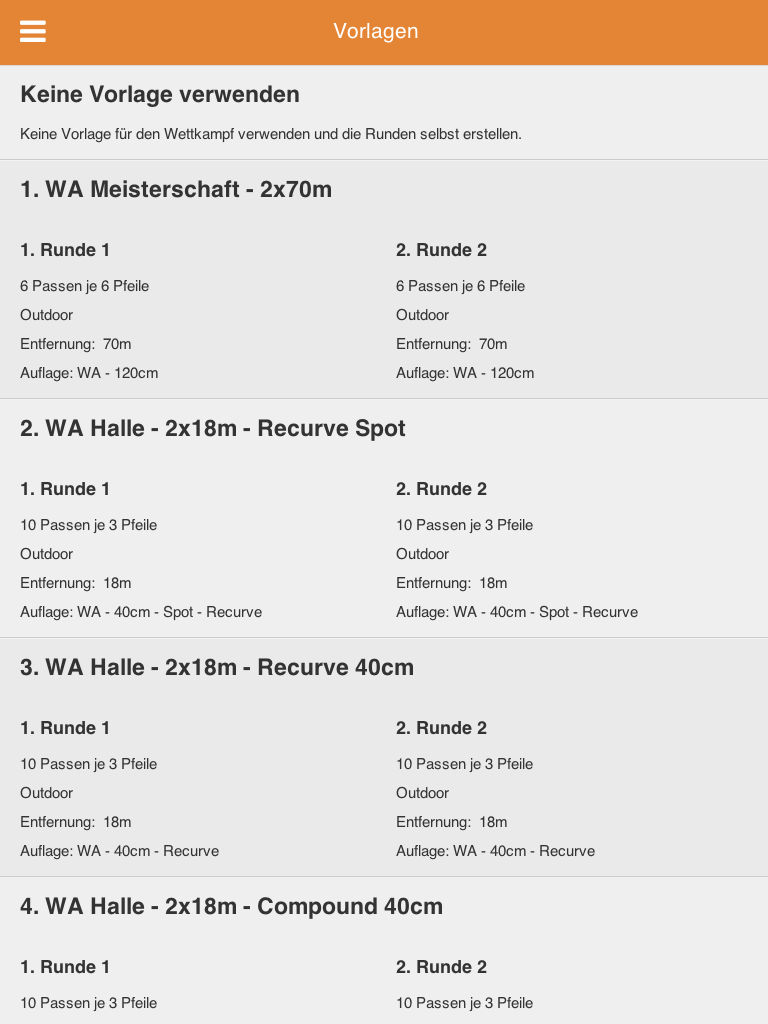 Vorlagen
Keine Vorlage verwenden
Keine Vorlage für den Wettkampf verwenden und die Runden selbst erstellen.
1. WA Meisterschaft - 2x70m
1. Runde 1
6 Passen je 6 Pfeile
Outdoor
Entfernung:  70m
Auflage: WA - 120cm
2. Runde 2
6 Passen je 6 Pfeile
Outdoor
Entfernung:  70m
Auflage: WA - 120cm
2. WA Halle - 2x18m - Recurve Spot
1. Runde 1
10 Passen je 3 Pfeile
Outdoor
Entfernung:  18m
Auflage: WA - 40cm - Spot - Recurve
2. Runde 2
10 Passen je 3 Pfeile
Outdoor
Entfernung:  18m
Auflage: WA - 40cm - Spot - Recurve
3. WA Halle - 2x18m - Recurve 40cm
1. Runde 1
10 Passen je 3 Pfeile
Outdoor
Entfernung:  18m
Auflage: WA - 40cm - Recurve
2. Runde 2
10 Passen je 3 Pfeile
Outdoor
Entfernung:  18m
Auflage: WA - 40cm - Recurve
4. WA Halle - 2x18m - Compound 40cm
1. Runde 1
10 Passen je 3 Pfeile
2. Runde 2
10 Passen je 3 Pfeile